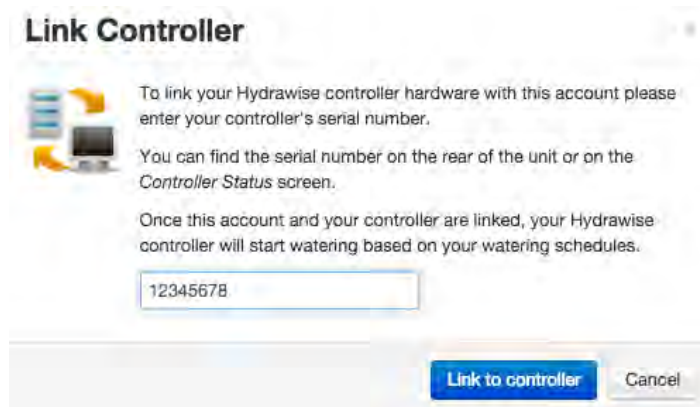 Link Controller
To link your Hydrawise controller hardware with this account please
enter your controller's serial number.
You can find the serial number on the rear of the unit or on the
Controller Status screen.
Once this account and your controller are linked, your Hydrawise
controller will start watering based on your watering schedules.
12345678
Link to controller
Cancel